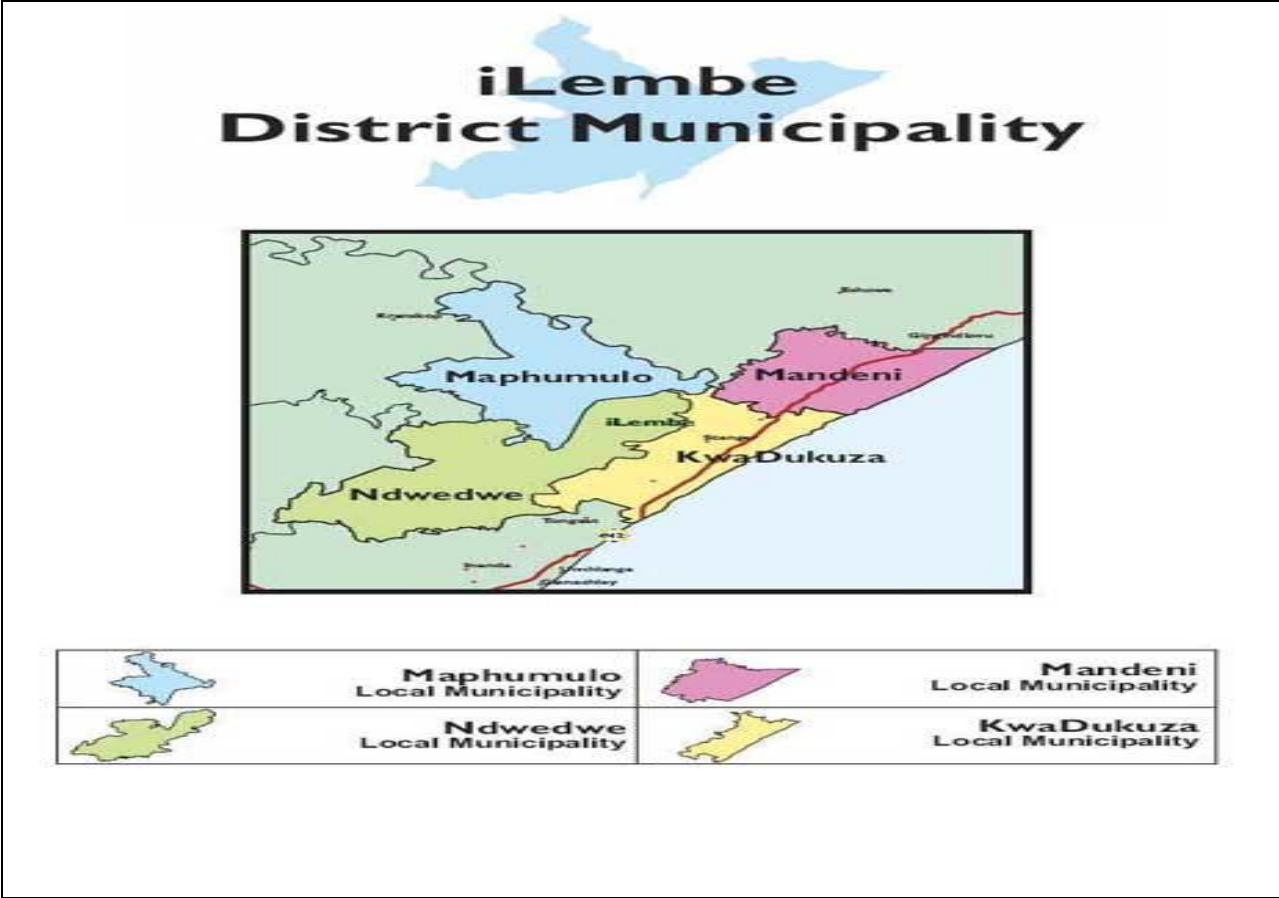 iLembe
District Municipality
Maphumulo
Mandeni
iLembe
KwaDukuza
Ndwedwe
Maphumulo
Local Municipality
Mandeni
Local Municipality
Ndwedwe
Local Municipality
KwaDukuza
Local Municipality